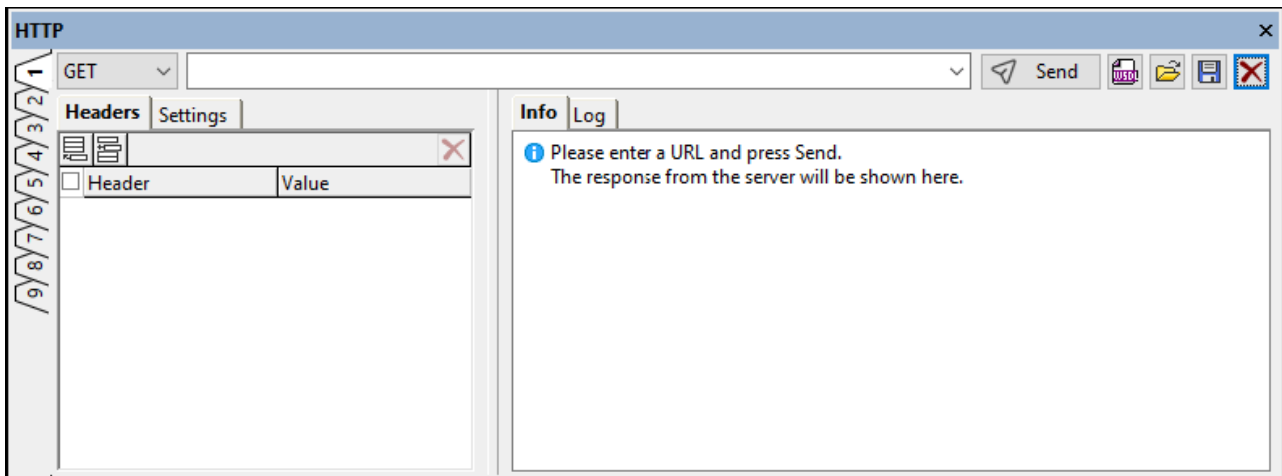 HTTP
GET
Send
WSDL
1
2
3
4
5
6
7
8
9
Headers Settings
Header Value
Info Log
Please enter a URL and press Send.
The response from the server will be shown here.